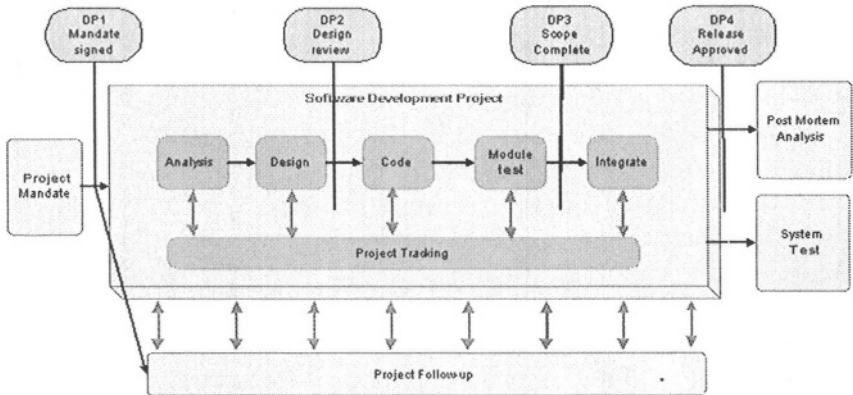 DP1
Mandate
signed
DP2
Design
review
DP3
Scope
Complete
DP4
Release
Approved
Software Development Project
Post Mortem
Analysis
Project
Mandate
Analysis
Design
Code
Module
test
Integrate
System
Test
Project Tracking
Project Follow-up